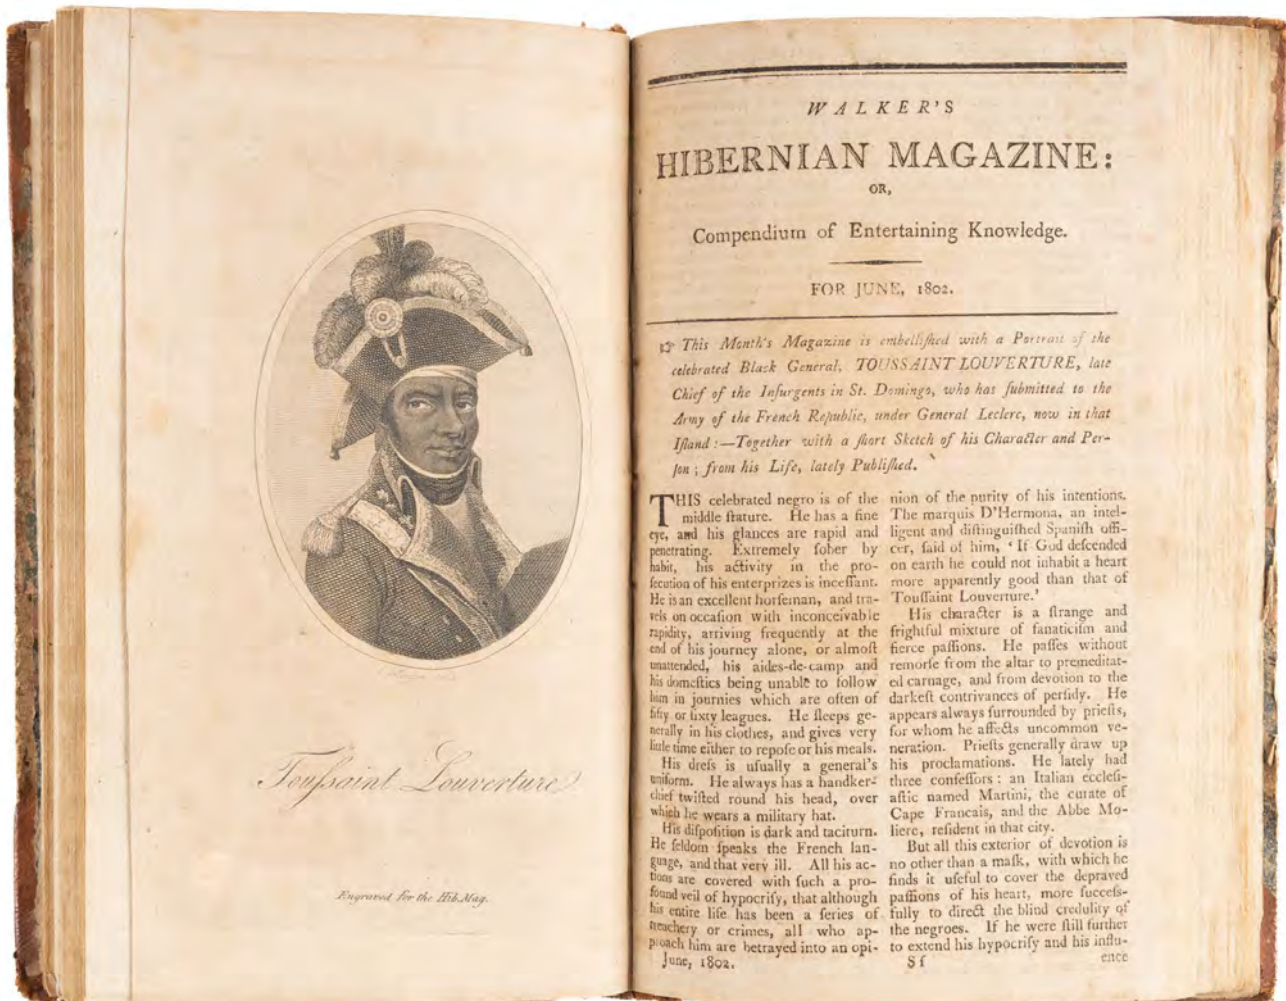 Touſsaint Louverture
Engraved for the Hib. Mag.
WALKER'S
HIBERNIAN MAGAZINE:
OR,
Compendium of Entertaining Knowledge.
FOR JUNE, 1802.
☞ This Month's Magazine is embelliſhed with a Portrait of the
celebrated Black General, TOUSSAINT LOUVERTURE, late
Chief of the Inſurgents in St. Domingo, who has ſubmitted to the
Army of the French Republic, under General Leclerc, now in that
Iſland:—Together with a ſhort Sketch of his Character and Per-
ſon; from his Life, lately Publiſhed.
THIS celebrated negro is of the
middle ſtature. He has a fine
eye, and his glances are rapid and
penetrating. Extremely ſober by
habit, his activity in the pro-
ſecution of his enterprizes is inceſſant.
He is an excellent horſeman, and tra-
vels on occaſion with inconceivable
rapidity, arriving frequently at the
end of his journey alone, or almoſt
unattended, his aides-de-camp and
his domeſtics being unable to follow
him in journies which are often of
fifty or ſixty leagues. He ſleeps ge-
nerally in his clothes, and gives very
little time either to repoſe or his meals.
His dreſs is uſually a general's
uniform. He always has a handker-
chief twiſted round his head, over
which he wears a military hat.
His diſpoſition is dark and taciturn.
He ſeldom ſpeaks the French lan-
guage, and that very ill. All his ac-
tions are covered with ſuch a pro-
found veil of hypocriſy, that although
his entire life has been a ſeries of
treachery or crimes, all who ap-
proach him are betrayed into an opi-
June, 1802.
nion of the purity of his intentions.
The marquis D'Hermona, an intel-
ligent and diſtinguiſhed Spaniſh offi-
cer, ſaid of him, ‘If God deſcended
on earth he could not inhabit a heart
more apparently good than that of
Touſſaint Louverture.’
His character is a ſtrange and
frightful mixture of fanaticiſm and
fierce paſſions. He paſſes without
remorſe from the altar to premeditat-
ed carnage, and from devotion to the
darkeſt contrivances of perfidy. He
appears always ſurrounded by prieſts,
for whom he affects uncommon ve-
neration. Prieſts generally draw up
his proclamations. He lately had
three confeſſors: an Italian eccleſi-
aſtic named Martini, the curate of
Cape Francais, and the Abbe Mo-
liere, reſident in that city.
But all this exterior of devotion is
no other than a maſk, with which he
finds it uſeful to cover the depraved
paſſions of his heart, more ſucceſs-
fully to direct the blind credulity of
the negroes. If he were ſtill further
to extend his hypocriſy and his influ-
S ſ
ence